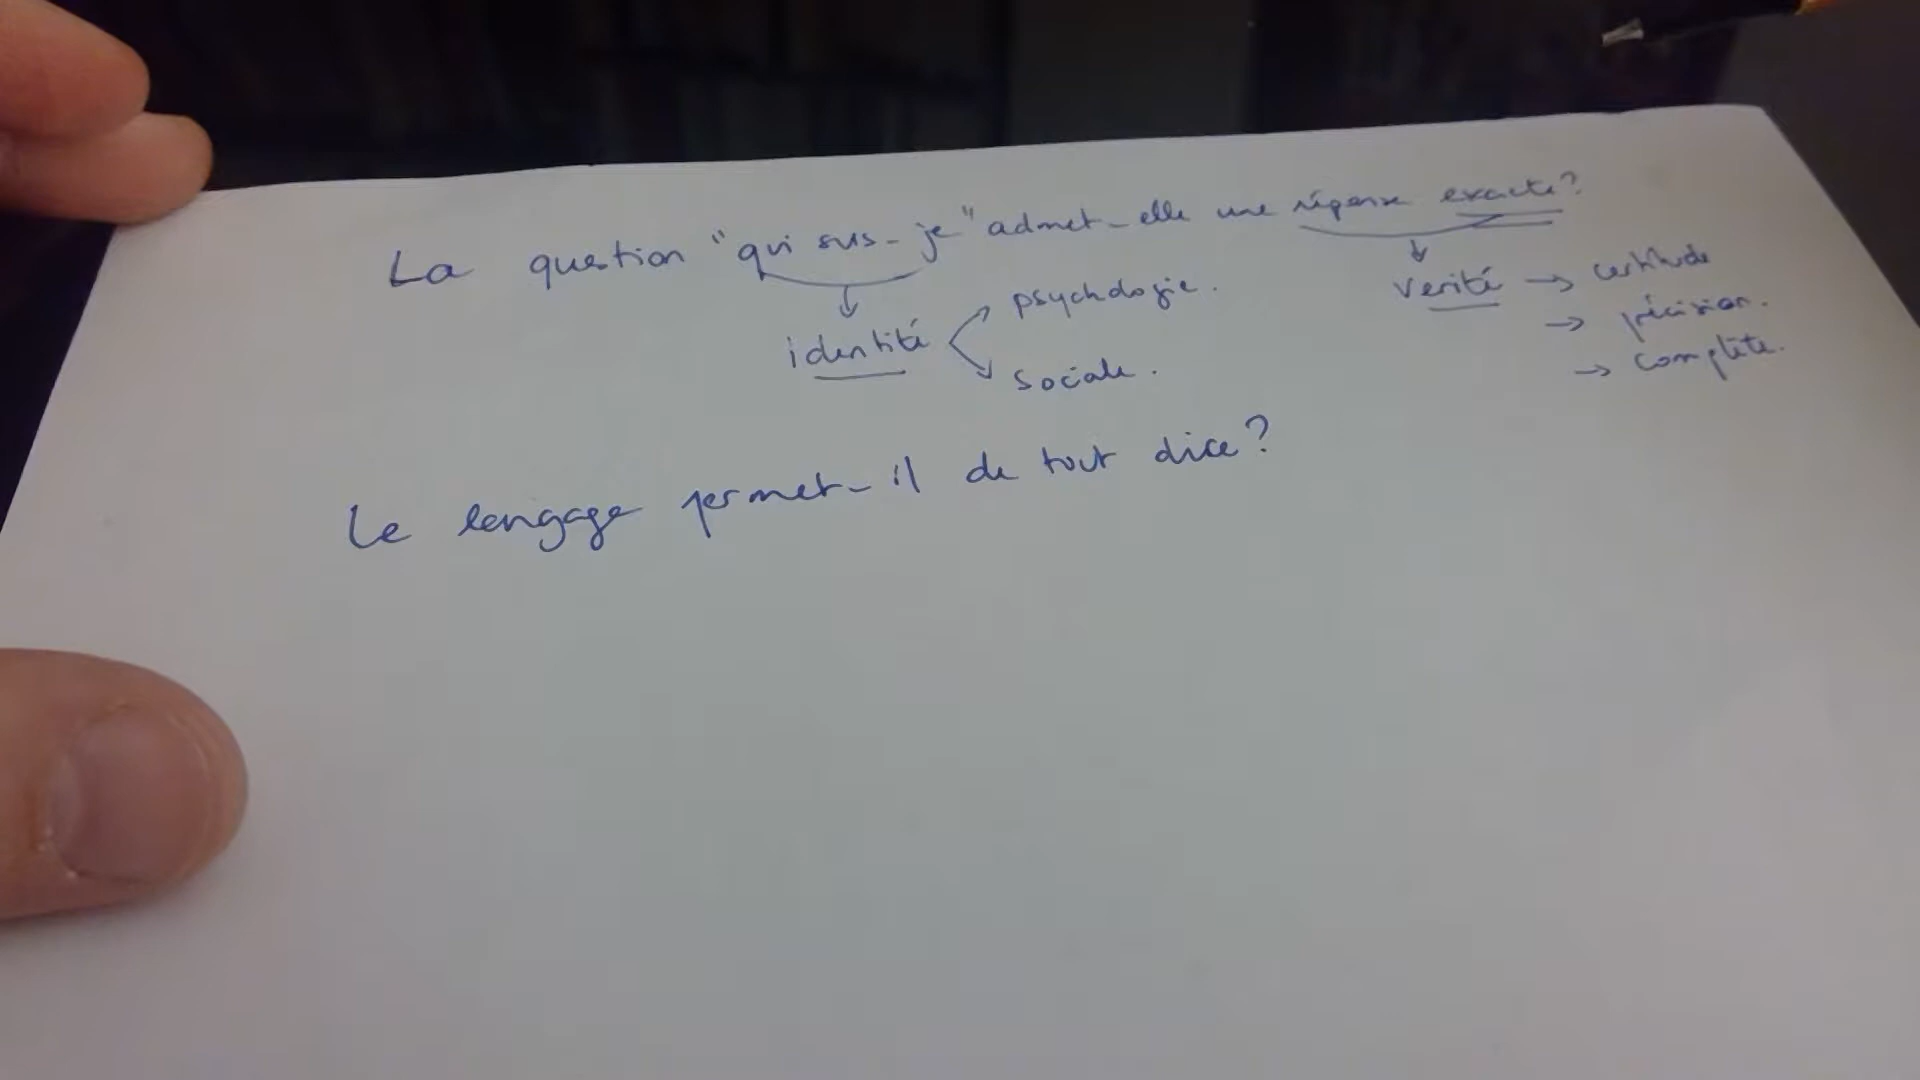 La question "qui suis-je" admet-elle une réponse exacte?
identité
psychologie.
sociale.
vérité → certitude
→ précision.
→ complète.
Le langage permet-il de tout dire?